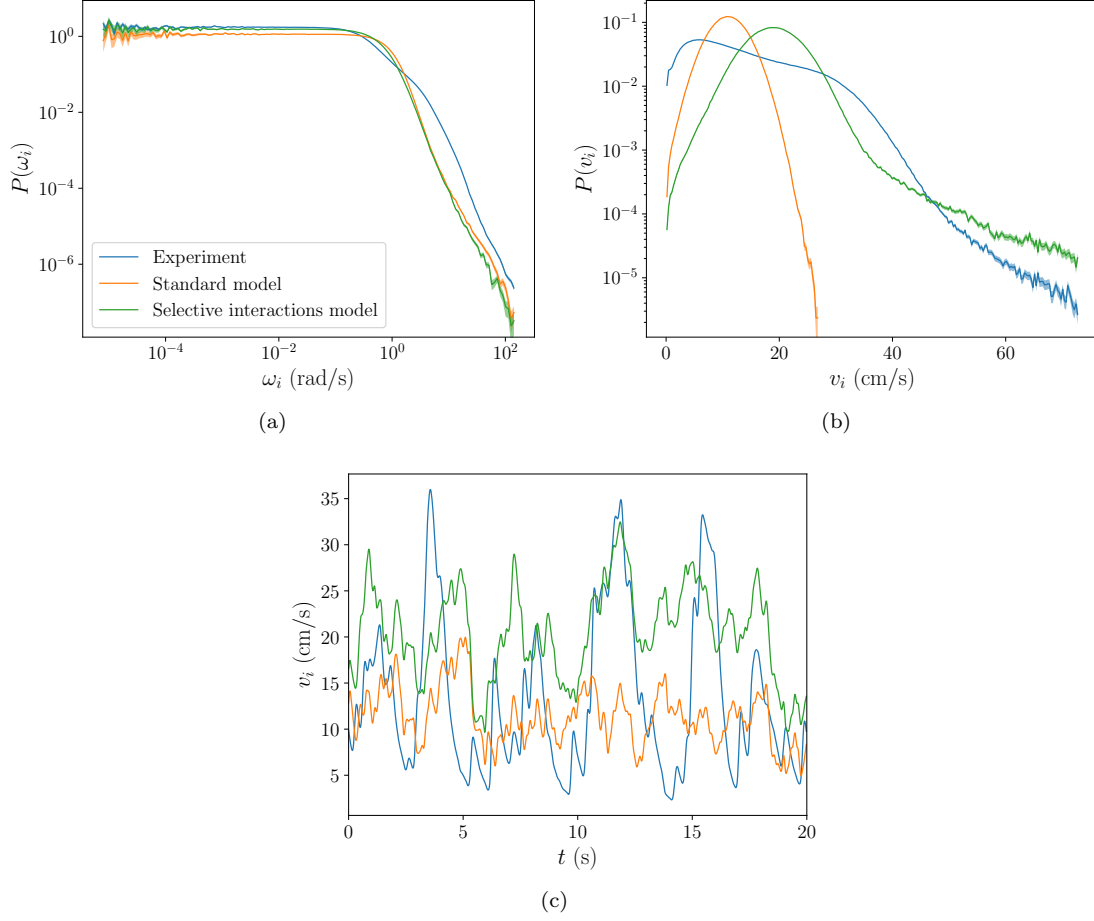 10^0
10^{-2}
10^{-4}
10^{-6}
P(ω_i)
Experiment
Standard model
Selective interactions model
10^{-4}
10^{-2}
10^0
10^2
ω_i (rad/s)
(a)
10^{-1}
10^{-2}
10^{-3}
10^{-4}
10^{-5}
P(v_i)
0
20
40
60
v_i (cm/s)
(b)
35
30
25
20
15
10
5
v_i (cm/s)
0
5
10
15
20
t (s)
(c)